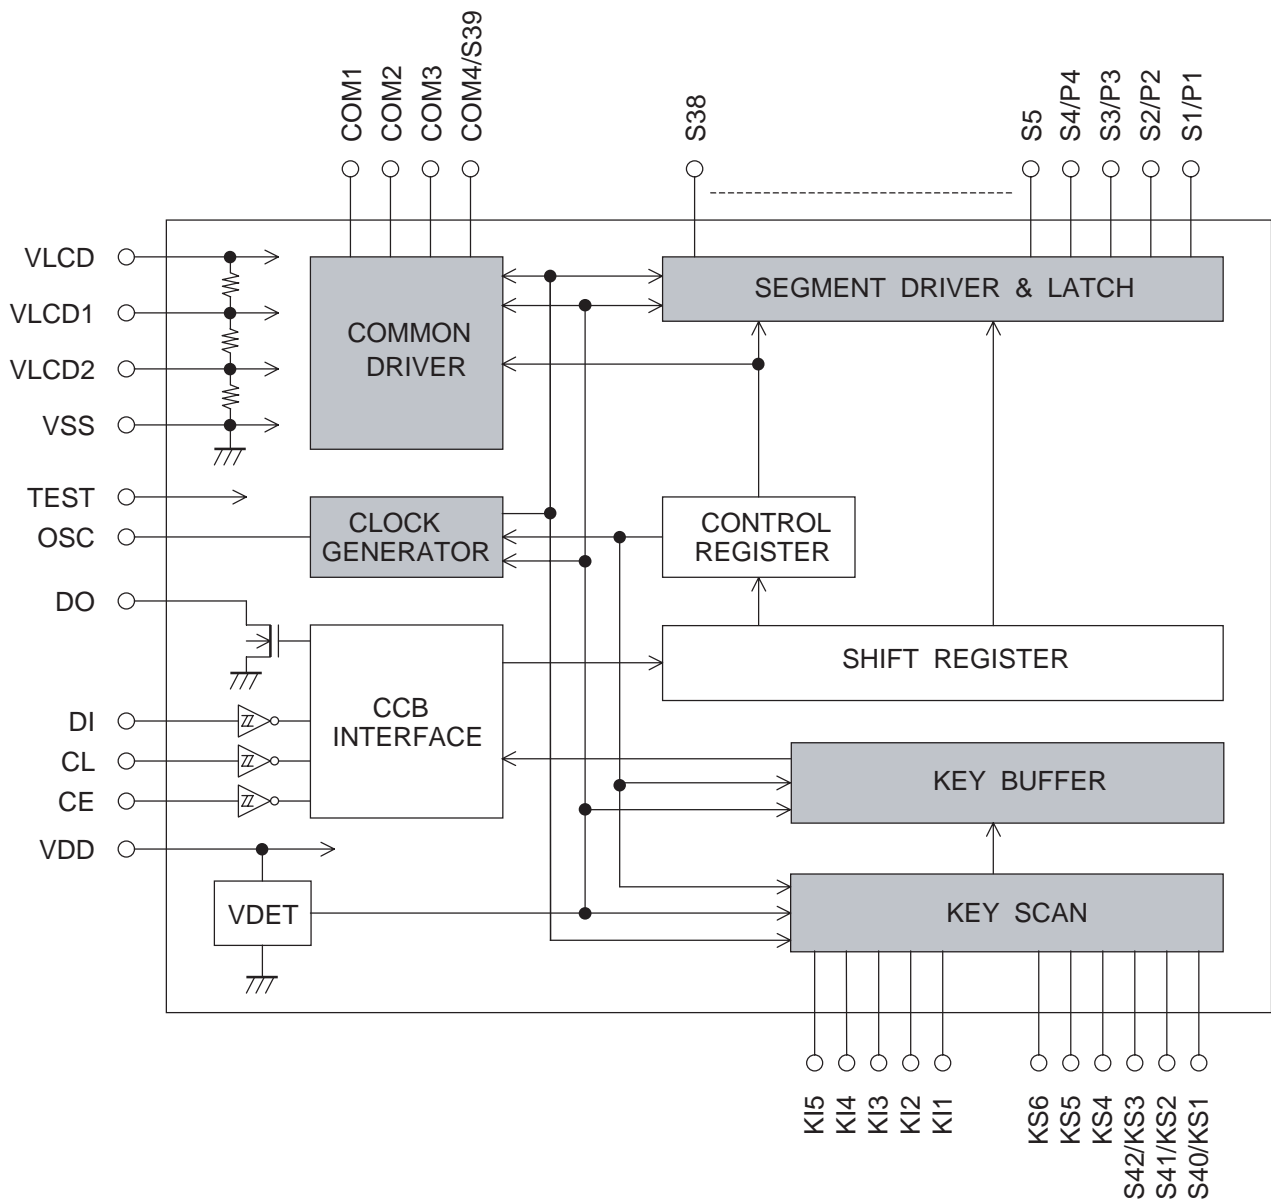 COM1
COM2
COM3
COM4/S39
S38
S5
S4/P4
S3/P3
S2/P2
S1/P1
VLCD
VLCD1
VLCD2
VSS
TEST
OSC
DO
DI
CL
CE
VDD
COMMON
DRIVER
SEGMENT DRIVER & LATCH
CLOCK
GENERATOR
CONTROL
REGISTER
CCB
INTERFACE
SHIFT REGISTER
KEY BUFFER
VDET
KEY SCAN
KI5
KI4
KI3
KI2
KI1
KS6
KS5
KS4
S42/KS3
S41/KS2
S40/KS1